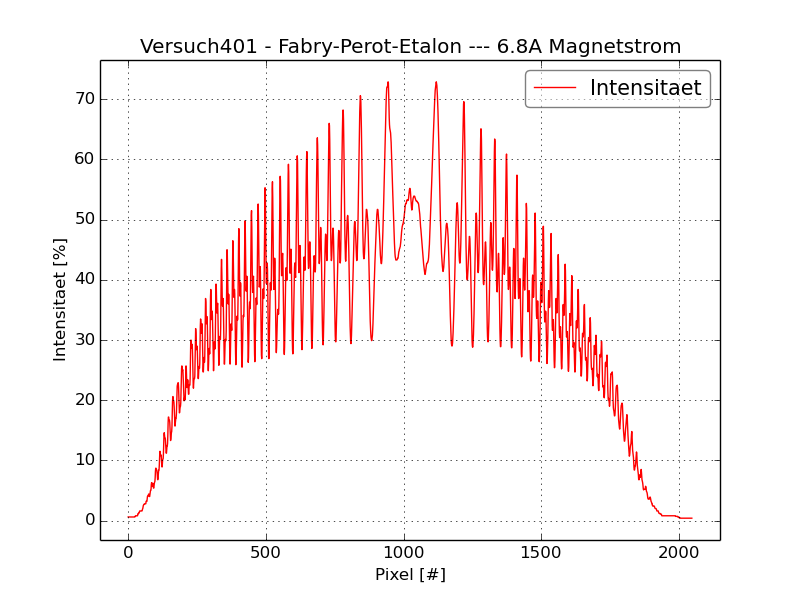 Versuch401 - Fabry-Perot-Etalon --- 6.8A Magnetstrom
Intensitaet
70
60
50
40
30
20
10
0
Intensitaet [%]
0 500 1000 1500 2000
Pixel [#]